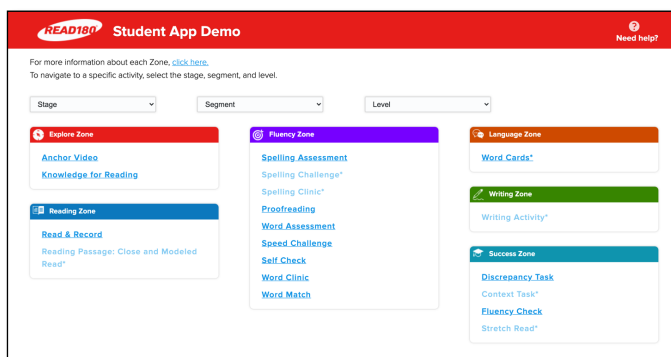 READ180
Student App Demo
Need help?
For more information about each Zone, click here.
To navigate to a specific activity, select the stage, segment, and level.
Stage
Segment
Level
Explore Zone
Anchor Video
Knowledge for Reading
Reading Zone
Read & Record
Reading Passage: Close and Modeled
Read*
Fluency Zone
Spelling Assessment
Spelling Challenge*
Spelling Clinic*
Proofreading
Word Assessment
Speed Challenge
Self Check
Word Clinic
Word Match
Language Zone
Word Cards*
Writing Zone
Writing Activity*
Success Zone
Discrepancy Task
Context Task*
Fluency Check
Stretch Read*